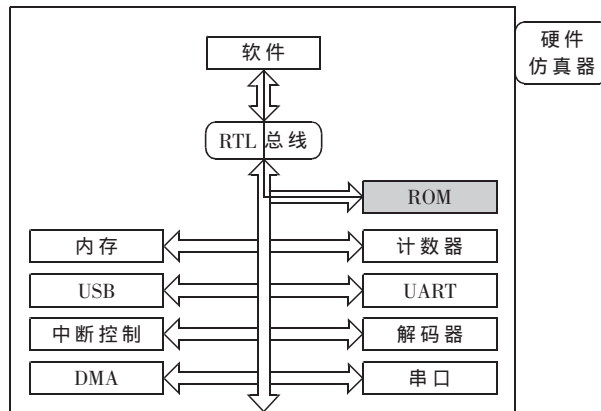 软件
硬件
仿真器
RTL 总线
ROM
内存
计数器
USB
UART
中断控制
解码器
DMA
串口